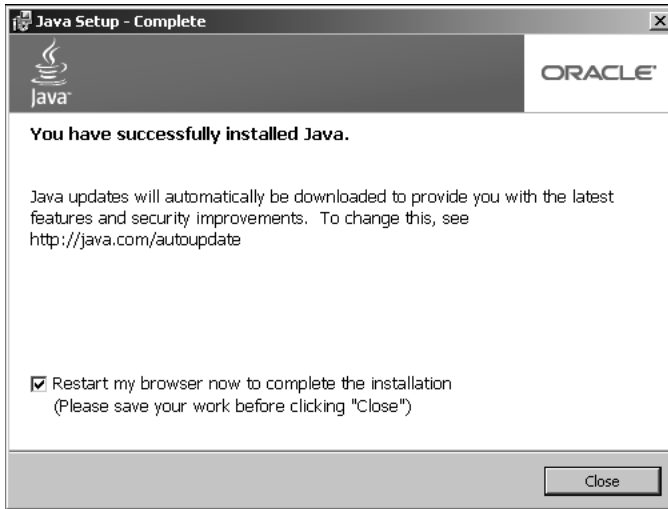 Java Setup - Complete
Java
ORACLE
You have successfully installed Java.
Java updates will automatically be downloaded to provide you with the latest
features and security improvements. To change this, see
http://java.com/autoupdate
Restart my browser now to complete the installation
(Please save your work before clicking "Close")
Close